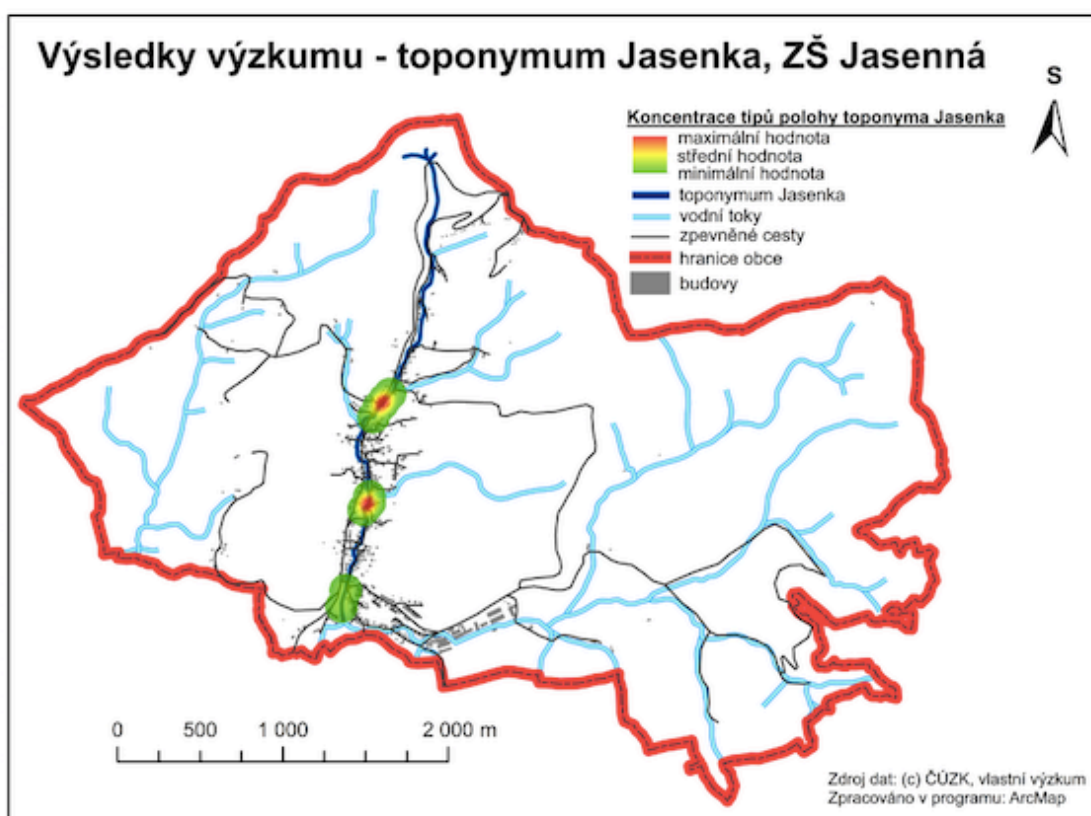 Výsledky výzkumu - toponymum Jasenka, ZŠ Jasenná
S
Koncentrace tipů polohy toponyma Jasenka
maximální hodnota
střední hodnota
minimální hodnota
toponymum Jasenka
vodní toky
zpevněné cesty
hranice obce
budovy
0 500 1 000 2 000 m
Zdroj dat: (c) ČÚZK, vlastní výzkum
Zpracováno v programu: ArcMap